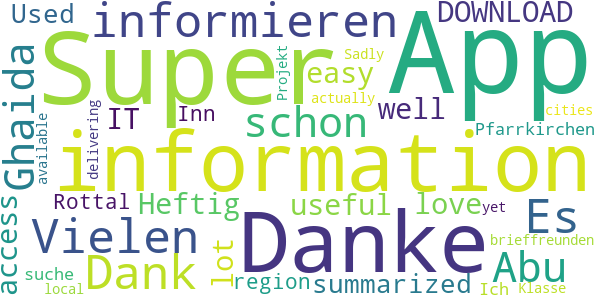 Used
informieren
DOWNLOAD
Super
App
Ghaida
Projekt
Sadly
easy
actually
available
delivering
IT
Inn
well
cities
schon
Pfarrkirchen
information
access
Rottal
Heftig
useful
love
yet
Es
Vielen
Danke
brieffreunden
lot
Dank
region
Abu
suche
summarized
Ich
Klasse
local